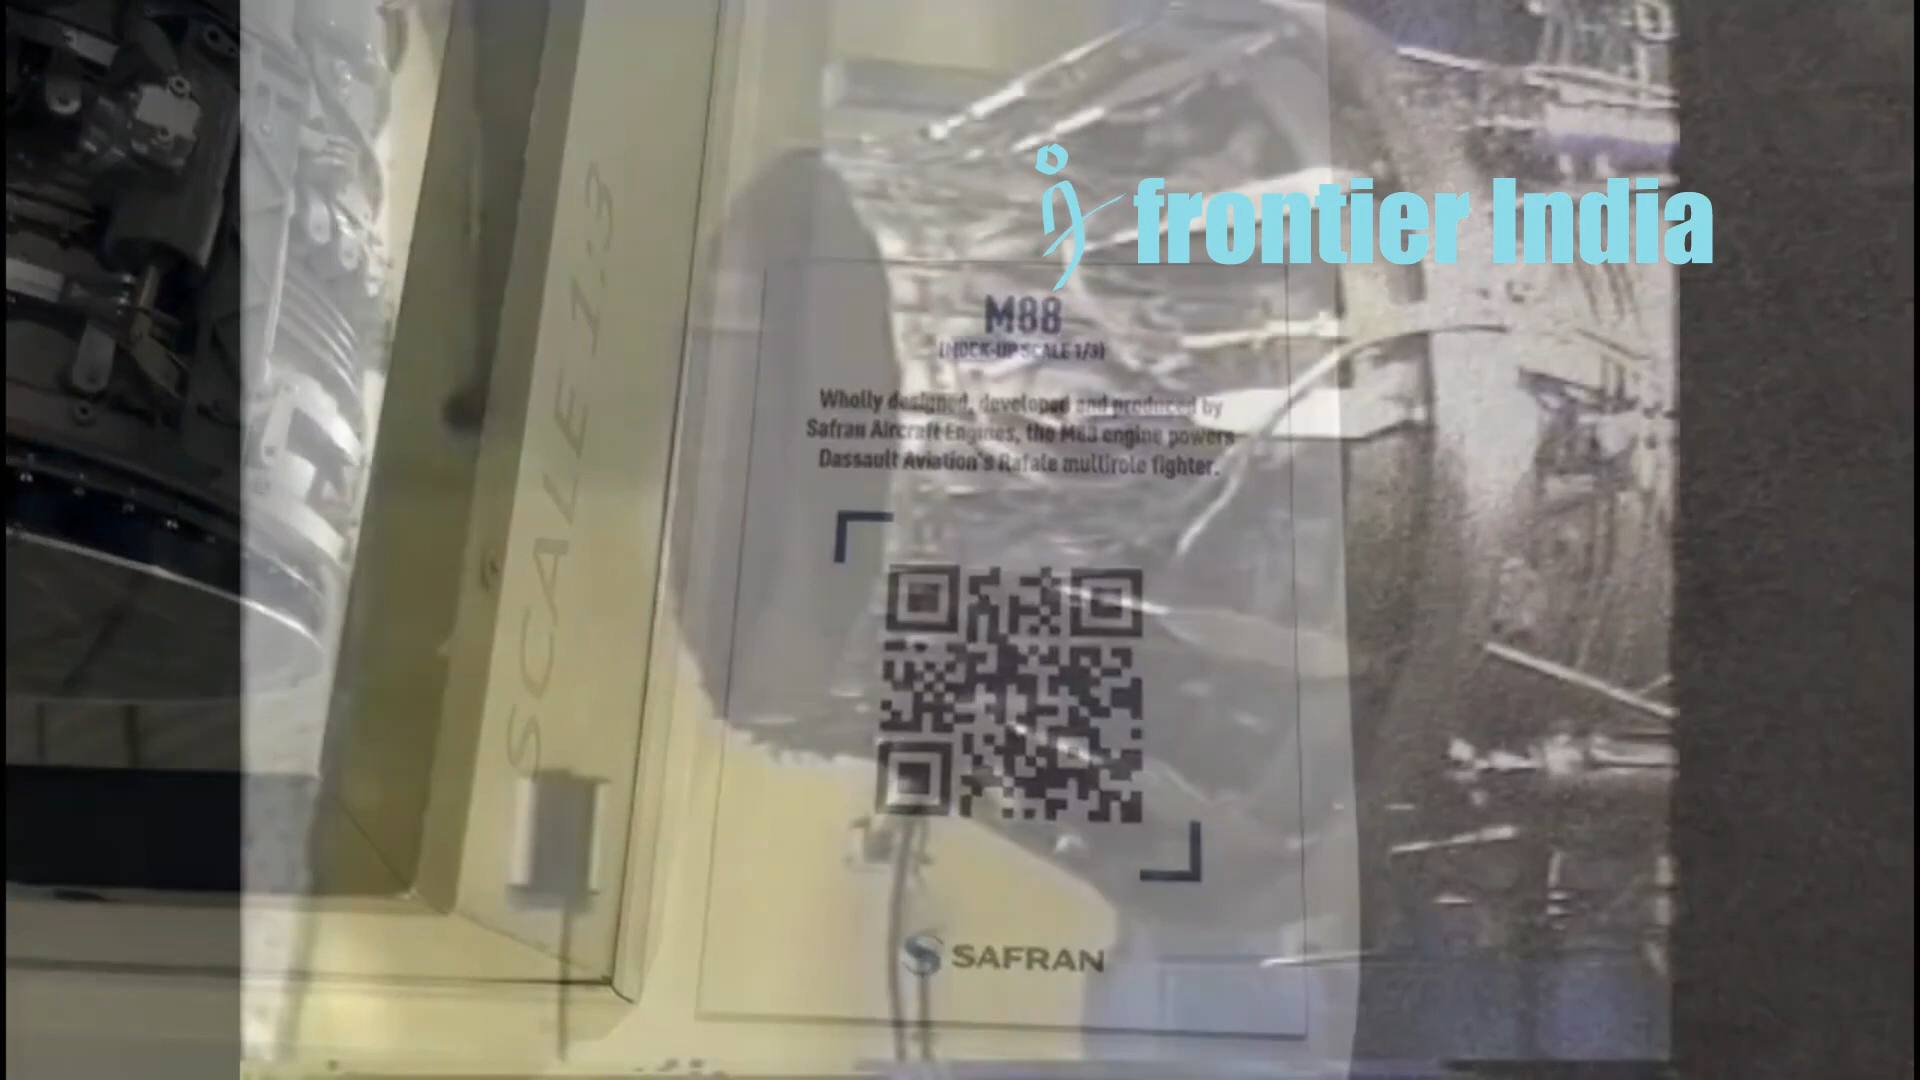 frontier India
M88
(MOCK-UP SCALE 1/3)
Wholly designed, developed and produced by
Safran Aircraft Engines, the M88 engine powers
Dassault Aviation's Rafale multirole fighter.
SCALE 1:3
SAFRAN